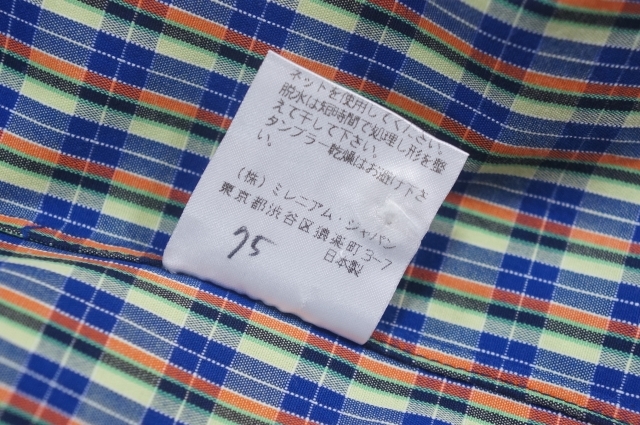 ネットを使用して下さい。
脱水は短時間で処理し形を整
えて干して下さい。
タンブラー乾燥はお避け下さ
い。
(株)ミレニアム・ジャパン
東京都渋谷区猿楽町3-7
日本製
95